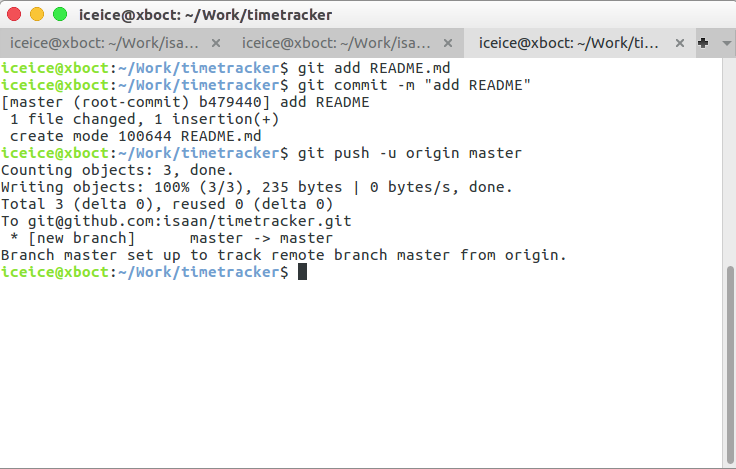 iceice@xboct: ~/Work/timetracker
iceice@xboct: ~/Work/isa... × iceice@xboct: ~/Work/isa... × iceice@xboct: ~/Work/ti... ×
iceice@xboct:~/Work/timetracker$ git add README.md
iceice@xboct:~/Work/timetracker$ git commit -m "add README"
[master (root-commit) b479440] add README
 1 file changed, 1 insertion(+)
 create mode 100644 README.md
iceice@xboct:~/Work/timetracker$ git push -u origin master
Counting objects: 3, done.
Writing objects: 100% (3/3), 235 bytes | 0 bytes/s, done.
Total 3 (delta 0), reused 0 (delta 0)
To git@github.com:isaan/timetracker.git
 * [new branch]      master -> master
Branch master set up to track remote branch master from origin.
iceice@xboct:~/Work/timetracker$